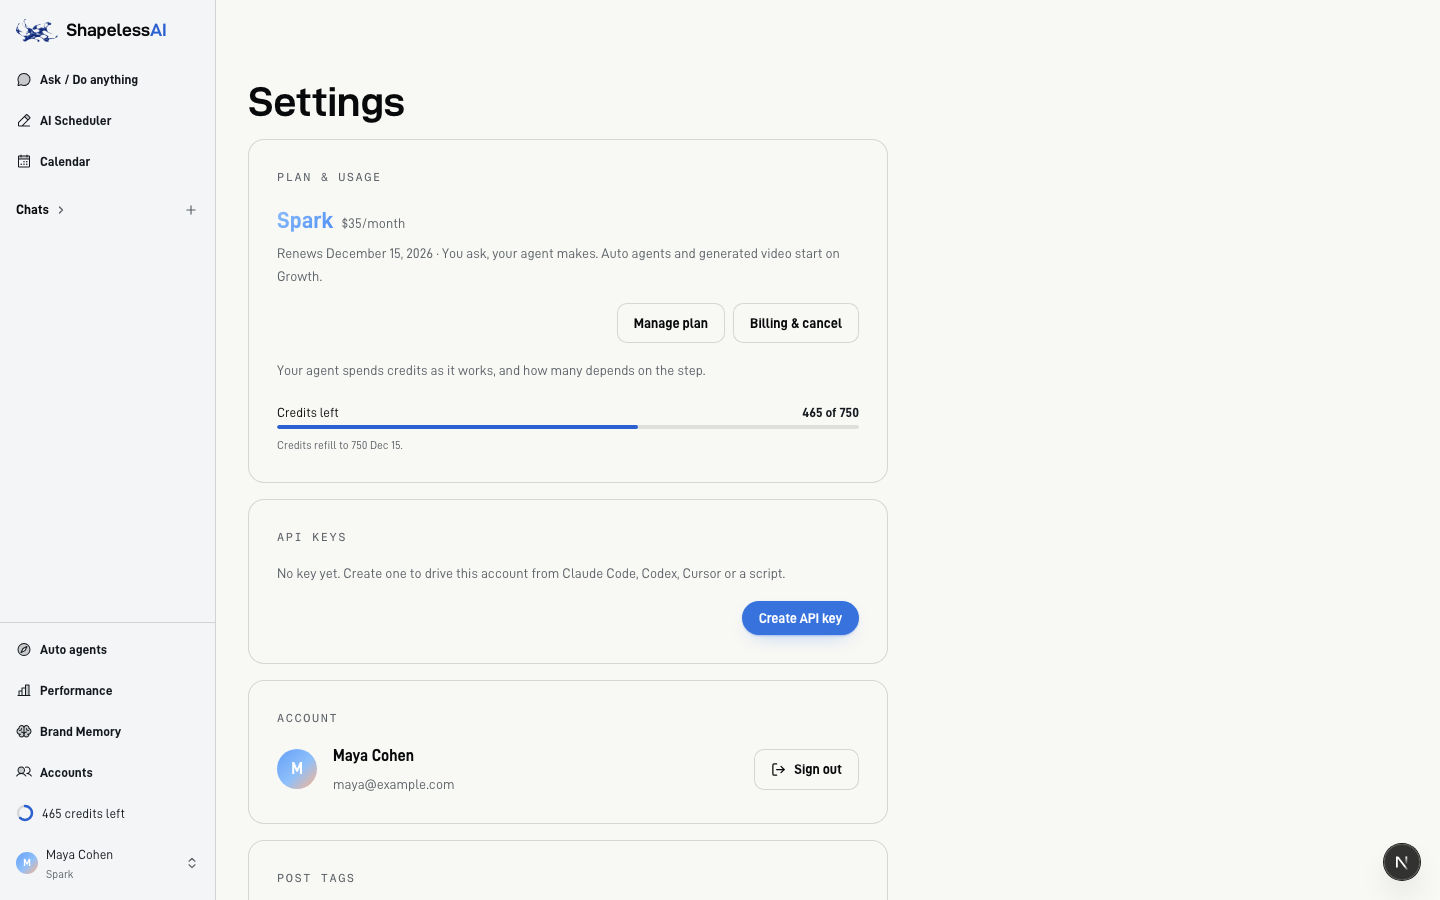 ShapelessAI
Ask / Do anything
AI Scheduler
Calendar
Chats
Settings
PLAN & USAGE
Spark $35/month
Renews December 15, 2026 · You ask, your agent makes. Auto agents and generated video start on
Growth.
Manage plan
Billing & cancel
Your agent spends credits as it works, and how many depends on the step.
Credits left 465 of 750
Credits refill to 750 Dec 15.
API KEYS
No key yet. Create one to drive this account from Claude Code, Codex, Cursor or a script.
Create API key
ACCOUNT
M
Maya Cohen
maya@example.com
Sign out
POST TAGS
Auto agents
Performance
Brand Memory
Accounts
465 credits left
M
Maya Cohen
Spark
N